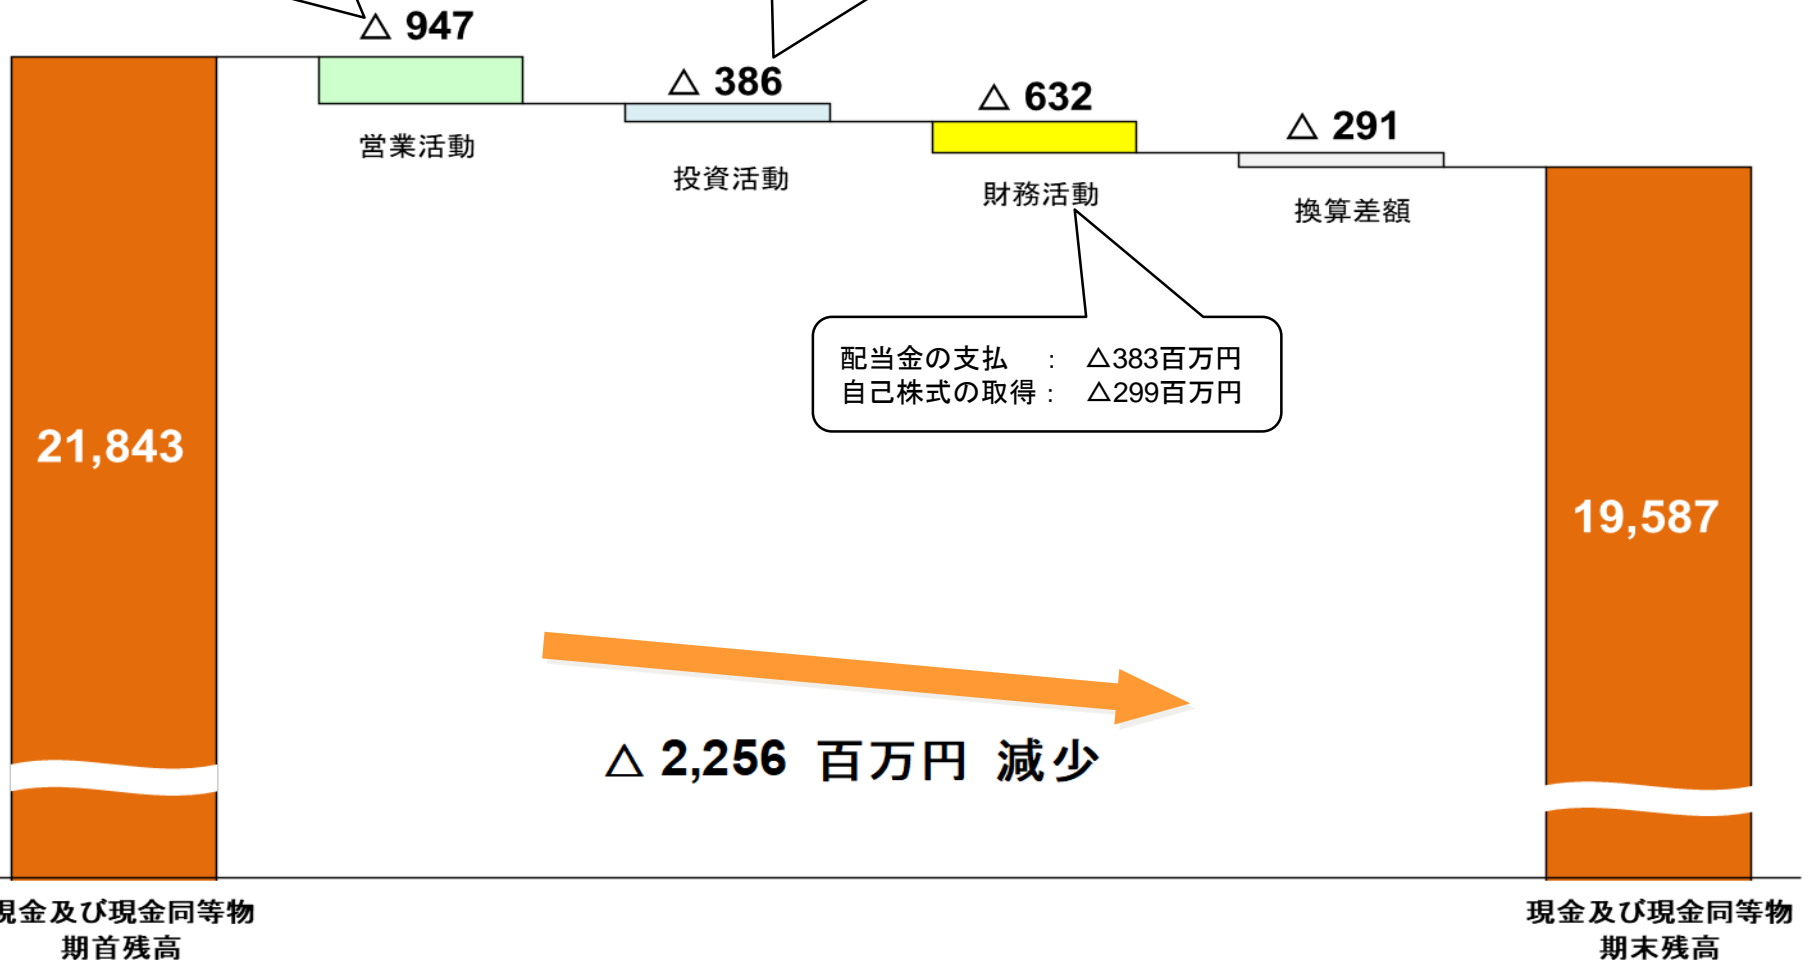 △ 947
△ 386
△ 632
△ 291
営業活動
投資活動
財務活動
換算差額
配当金の支払 : △383百万円
自己株式の取得: △299百万円
21,843
19,587
△ 2,256 百万円 減少
現金及び現金同等物
期首残高
現金及び現金同等物
期末残高